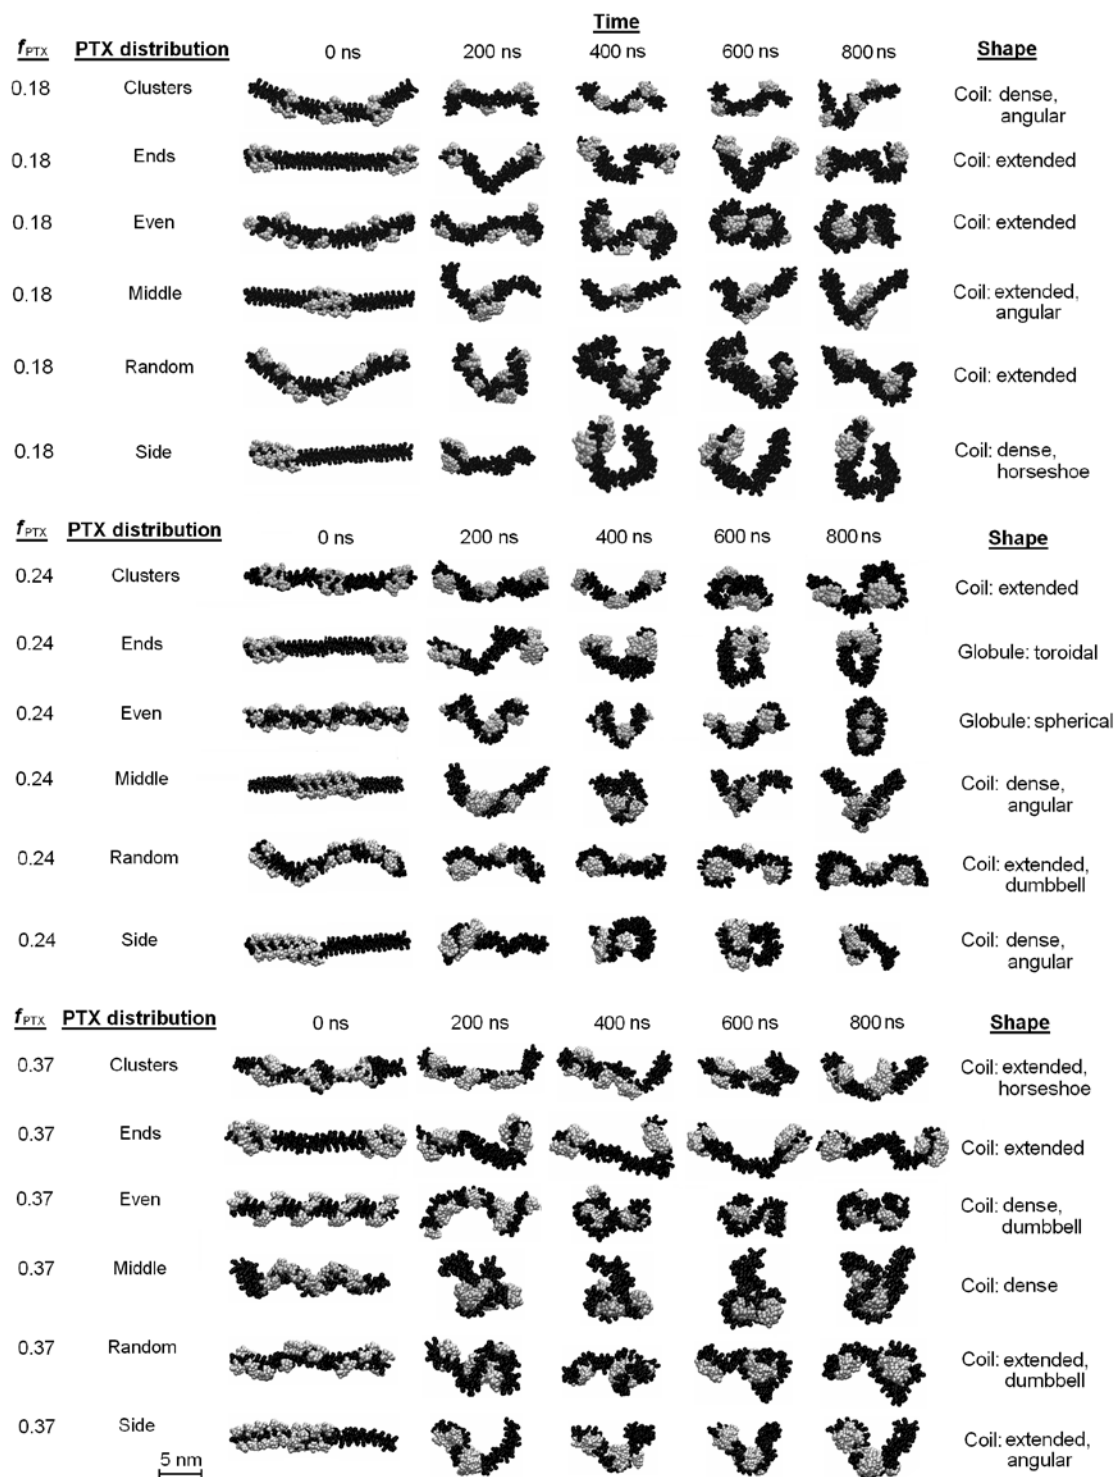 Time
fPTX PTX distribution 0 ns 200 ns 400 ns 600 ns 800 ns Shape
0.18 Clusters Coil: dense,
angular
0.18 Ends Coil: extended
0.18 Even Coil: extended
0.18 Middle Coil: extended,
angular
0.18 Random Coil: extended
0.18 Side Coil: dense,
horseshoe
fPTX PTX distribution 0 ns 200 ns 400 ns 600 ns 800 ns Shape
0.24 Clusters Coil: extended
0.24 Ends Globule: toroidal
0.24 Even Globule: spherical
0.24 Middle Coil: dense,
angular
0.24 Random Coil: extended,
dumbbell
0.24 Side Coil: dense,
angular
fPTX PTX distribution 0 ns 200 ns 400 ns 600 ns 800 ns Shape
0.37 Clusters Coil: extended,
horseshoe
0.37 Ends Coil: extended
0.37 Even Coil: dense,
dumbbell
0.37 Middle Coil: dense
0.37 Random Coil: extended,
dumbbell
0.37 Side Coil: extended,
angular
5 nm